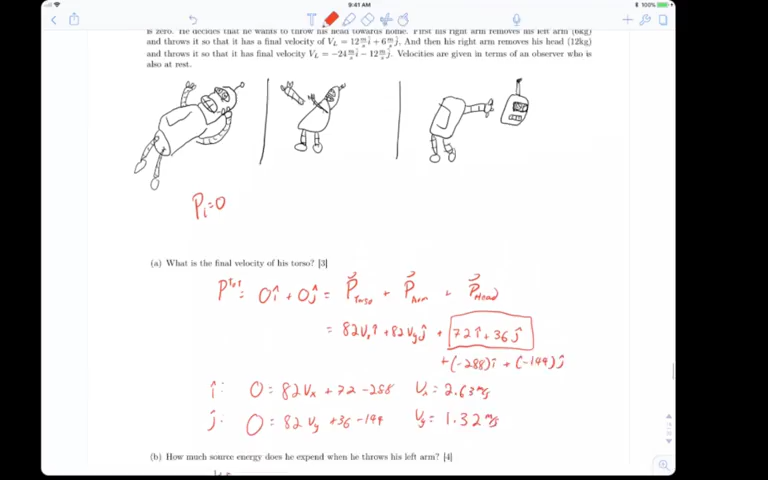 9:41 AM
100%
is zero. He decides that he wants to throw his head towards home. First his right arm removes his left arm (6kg)
and throws it so that it has a final velocity of V_L = 12 m/s î + 6 m/s ĵ. And then his right arm removes his head (12kg)
and throws it so that it has final velocity V_L = −24 m/s î − 12 m/s ĵ. Velocities are given in terms of an observer who is
also at rest.
P_i = 0
(a) What is the final velocity of his torso? [3]
P^Tot = 0î + 0ĵ = P_Torso + P_Arm + P_Head
= 82V_x î + 82V_y ĵ + 72î + 36ĵ
+ (-288)î + (-144)ĵ
î: 0 = 82V_x + 72 - 288 V_x = 2.63 m/s
ĵ: 0 = 82V_y + 36 - 144 V_y = 1.32 m/s
(b) How much source energy does he expend when he throws his left arm? [4]